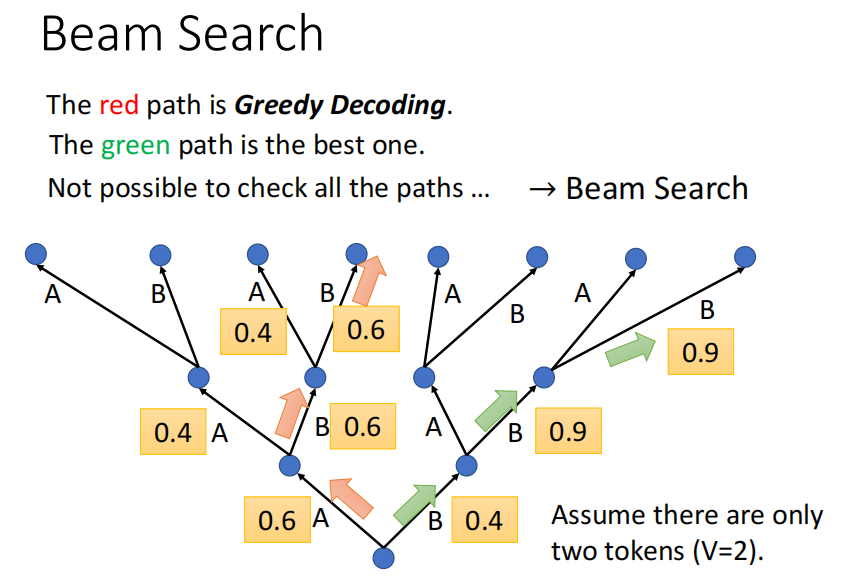 Beam Search
The red path is Greedy Decoding.
The green path is the best one.
Not possible to check all the paths … → Beam Search
A B A B A B A B
0.4 0.6 0.9
0.4 A B 0.6 A B 0.9
0.6 A B 0.4
Assume there are only
two tokens (V=2).